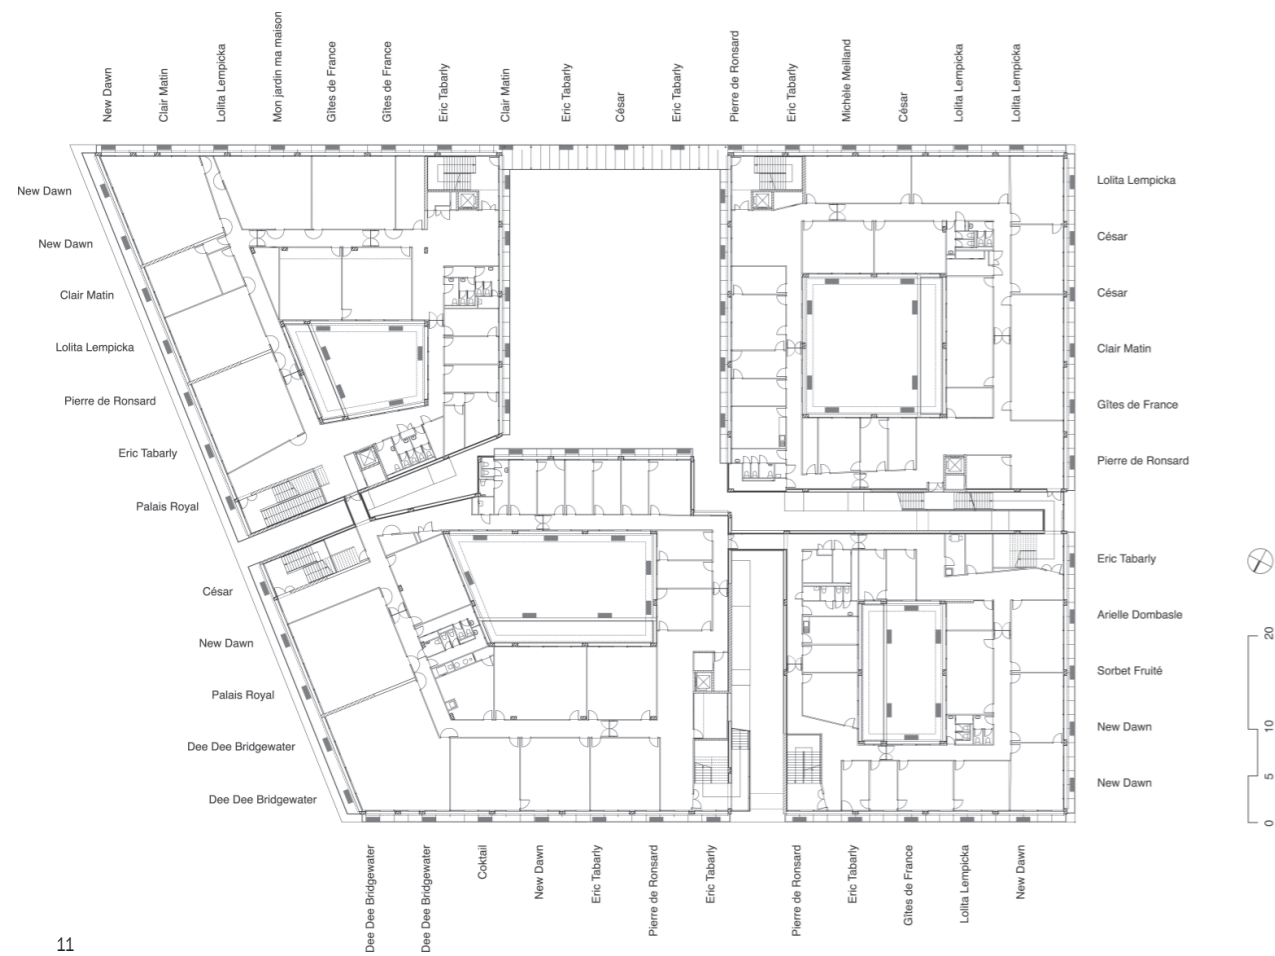 New Dawn
Clair Matin
Lolita Lempicka
Mon jardin ma maison
Gîtes de France
Gîtes de France
Eric Tabarly
Clair Matin
Eric Tabarly
César
Eric Tabarly
Pierre de Ronsard
Eric Tabarly
Michèle Meilland
César
Lolita Lempicka
Lolita Lempicka
New Dawn
New Dawn
Clair Matin
Lolita Lempicka
Pierre de Ronsard
Eric Tabarly
Palais Royal
César
New Dawn
Palais Royal
Dee Dee Bridgewater
Dee Dee Bridgewater
Lolita Lempicka
César
César
Clair Matin
Gîtes de France
Pierre de Ronsard
Eric Tabarly
Arielle Dombasle
Sorbet Fruité
New Dawn
New Dawn
20
10
5
0
Dee Dee Bridgewater
Dee Dee Bridgewater
Coktail
New Dawn
Eric Tabarly
Pierre de Ronsard
Eric Tabarly
Pierre de Ronsard
Eric Tabarly
Gîtes de France
Lolita Lempicka
New Dawn
11